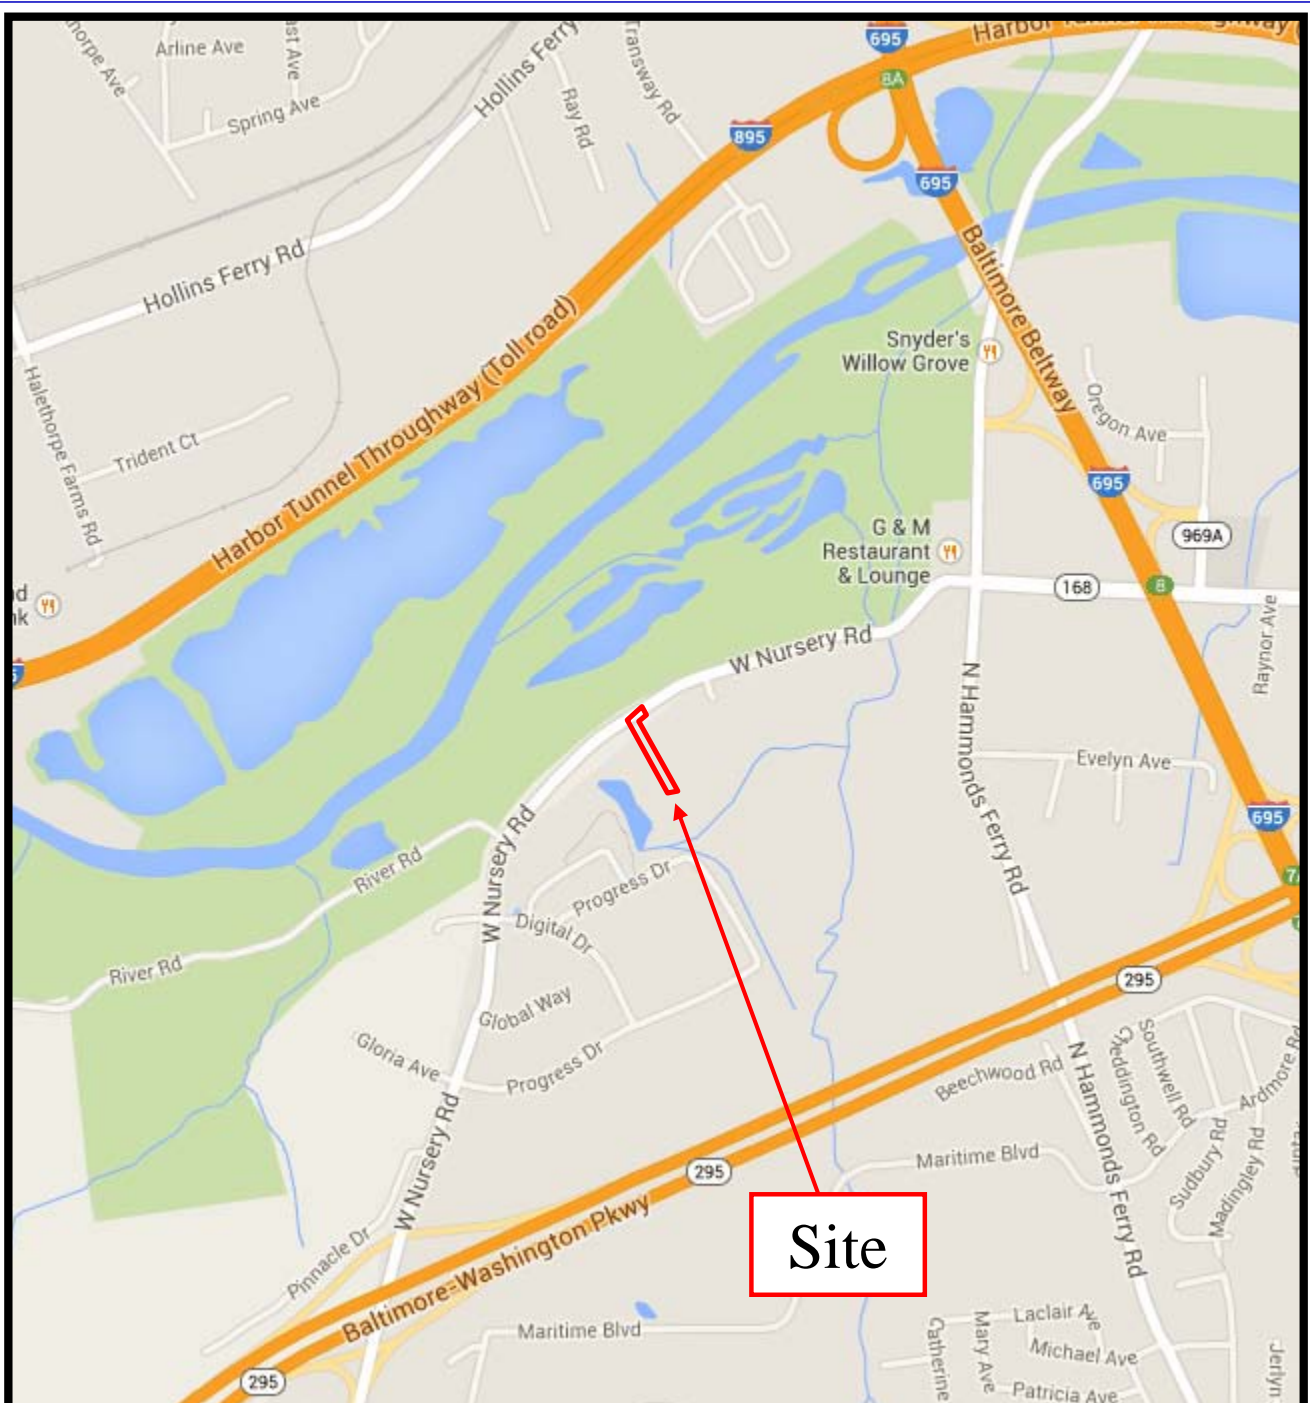 Harbor Tunnel Throughway (
695
Arline Ave
Hollins Ferry
8A
Ray Rd
Spring Ave
895
695
Hollins Ferry Rd
Baltimore Beltway
Harbor Tunnel Throughway (Toll road)
Snyder's
Willow Grove
Halethorpe Farms Rd
Oregon Ave
Trident Ct
695
G & M
Restaurant
& Lounge
969A
168
8
Raynor Ave
W Nursery Rd
N Hammonds Ferry Rd
Evelyn Ave
695
River Rd
W Nursery Rd
Progress Dr
Digital Dr
River Rd
295
Global Way
Gloria Ave
Progress Dr
Beechwood Rd
N Hammonds Ferry Rd
Southwell Rd
Ardmore Rd
W Nursery Rd
Maritime Blvd
Sudbury Rd
Madingley Rd
295
Site
Pinnacle Dr
Baltimore-Washington Pkwy
Maritime Blvd
Laclair Ave
Mary Ave
Catherine
Michael Ave
295
Patricia Ave
Jerlyn